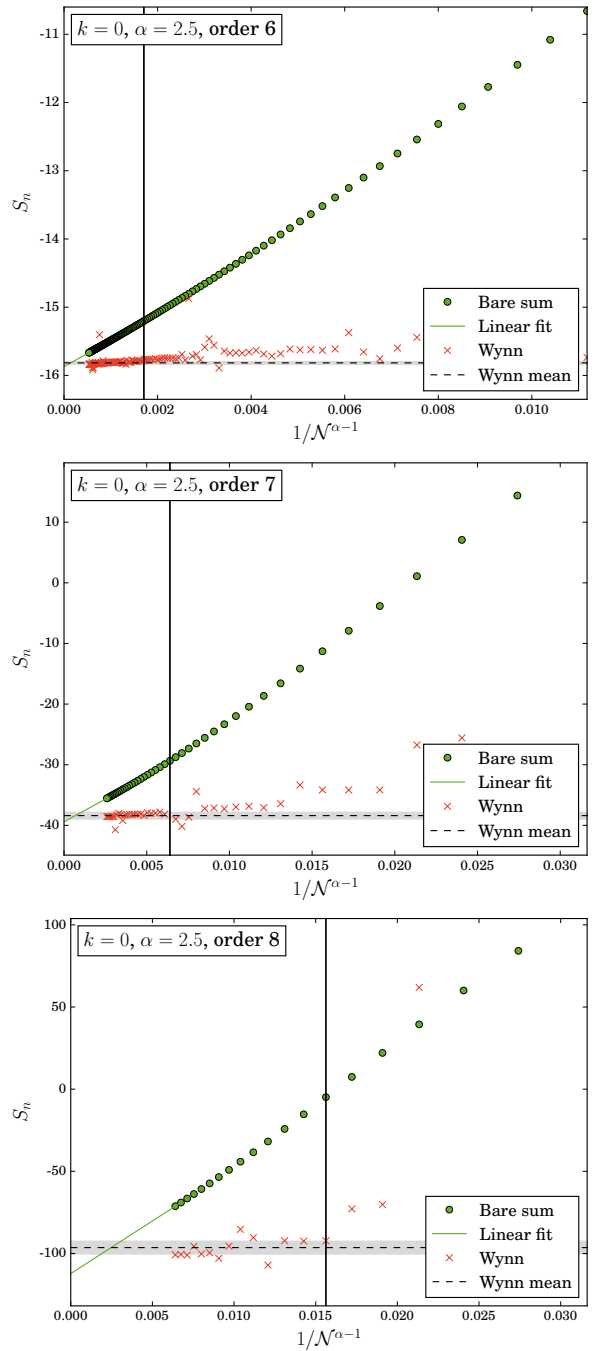 k = 0, α = 2.5, order 6
-11
-12
-13
-14
-15
-16
S_n
Bare sum
Linear fit
Wynn
Wynn mean
0.000 0.002 0.004 0.006 0.008 0.010
1/𝒩^{α−1}
k = 0, α = 2.5, order 7
10
0
-10
-20
-30
-40
S_n
Bare sum
Linear fit
Wynn
Wynn mean
0.000 0.005 0.010 0.015 0.020 0.025 0.030
1/𝒩^{α−1}
k = 0, α = 2.5, order 8
100
50
0
-50
-100
S_n
Bare sum
Linear fit
Wynn
Wynn mean
0.000 0.005 0.010 0.015 0.020 0.025 0.030
1/𝒩^{α−1}